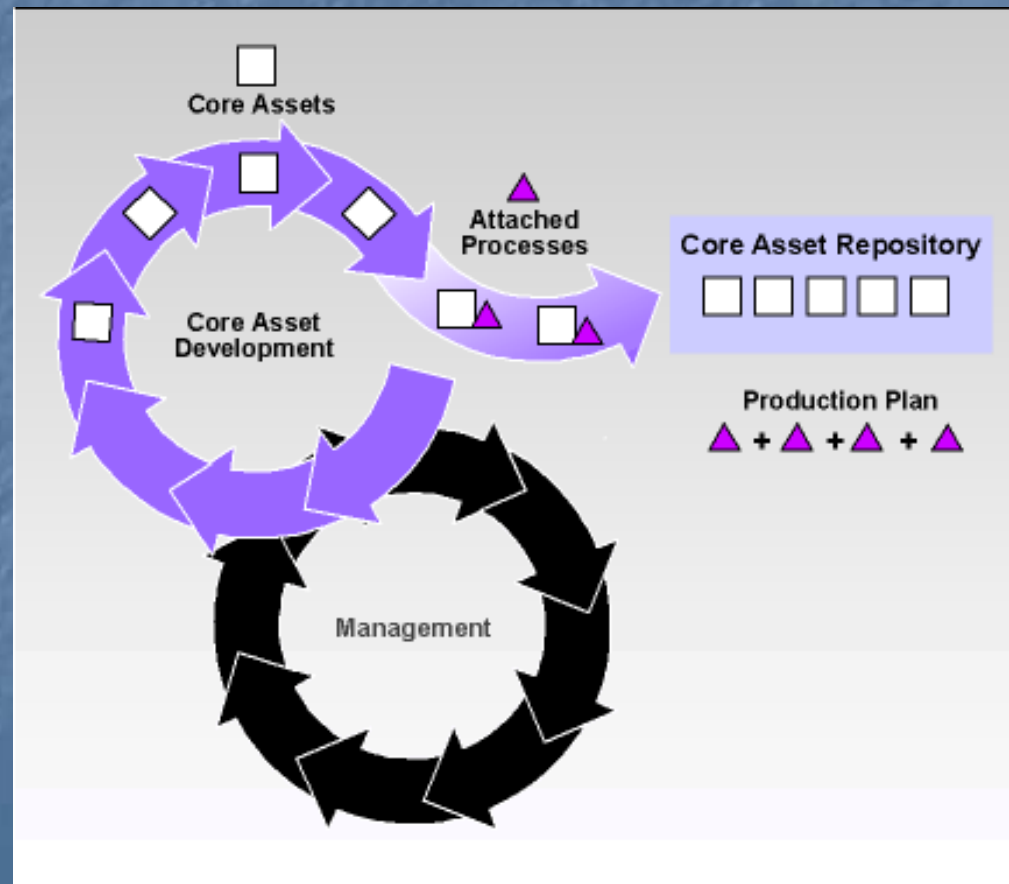 Core Assets
Attached
Processes
Core Asset Repository
Core Asset
Development
Production Plan
+ + +
Management